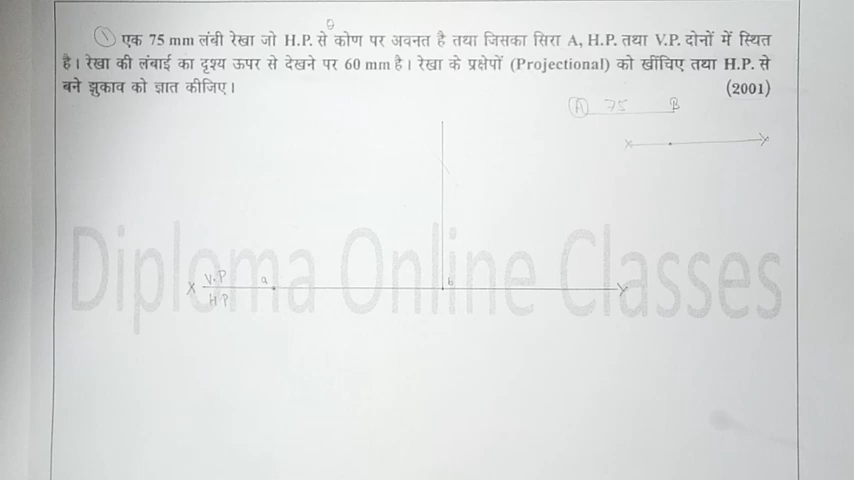 θ
① एक 75 mm लंबी रेखा जो H.P. से कोण पर अवनत है तथा जिसका सिरा A, H.P. तथा V.P. दोनों में स्थित
है। रेखा की लंबाई का दृश्य ऊपर से देखने पर 60 mm है। रेखा के प्रक्षेपों (Projectional) को खींचिए तथा H.P. से
बने झुकाव को ज्ञात कीजिए। (2001)
A 75 B
X Y
Diploma Online Classes
X V.P a b Y
H P